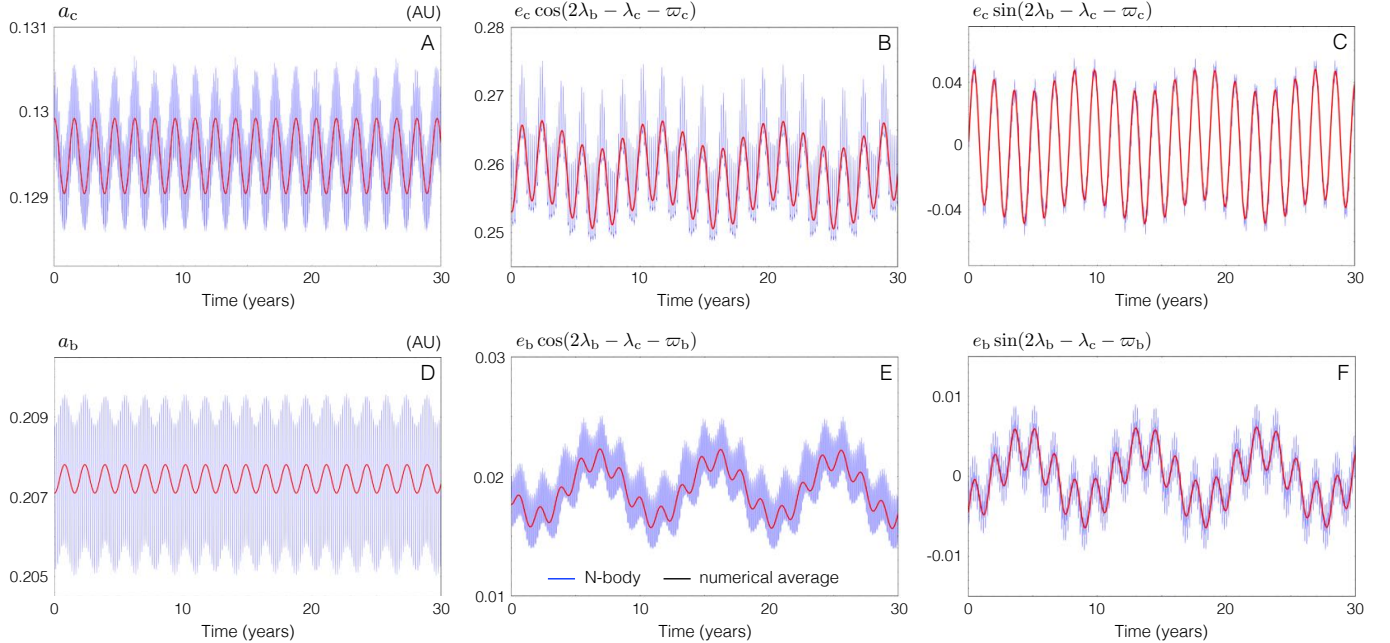 a_c (AU)
A
0.131
0.13
0.129
0 10 20 30
Time (years)
e_c cos(2λ_b − λ_c − ϖ_c)
B
0.28
0.27
0.26
0.25
0 10 20 30
Time (years)
e_c sin(2λ_b − λ_c − ϖ_c)
C
0.04
0
-0.04
0 10 20 30
Time (years)
a_b (AU)
D
0.209
0.207
0.205
0 10 20 30
Time (years)
e_b cos(2λ_b − λ_c − ϖ_b)
E
0.03
0.02
0.01
N-body numerical average
0 10 20 30
Time (years)
e_b sin(2λ_b − λ_c − ϖ_b)
F
0.01
0
-0.01
0 10 20 30
Time (years)